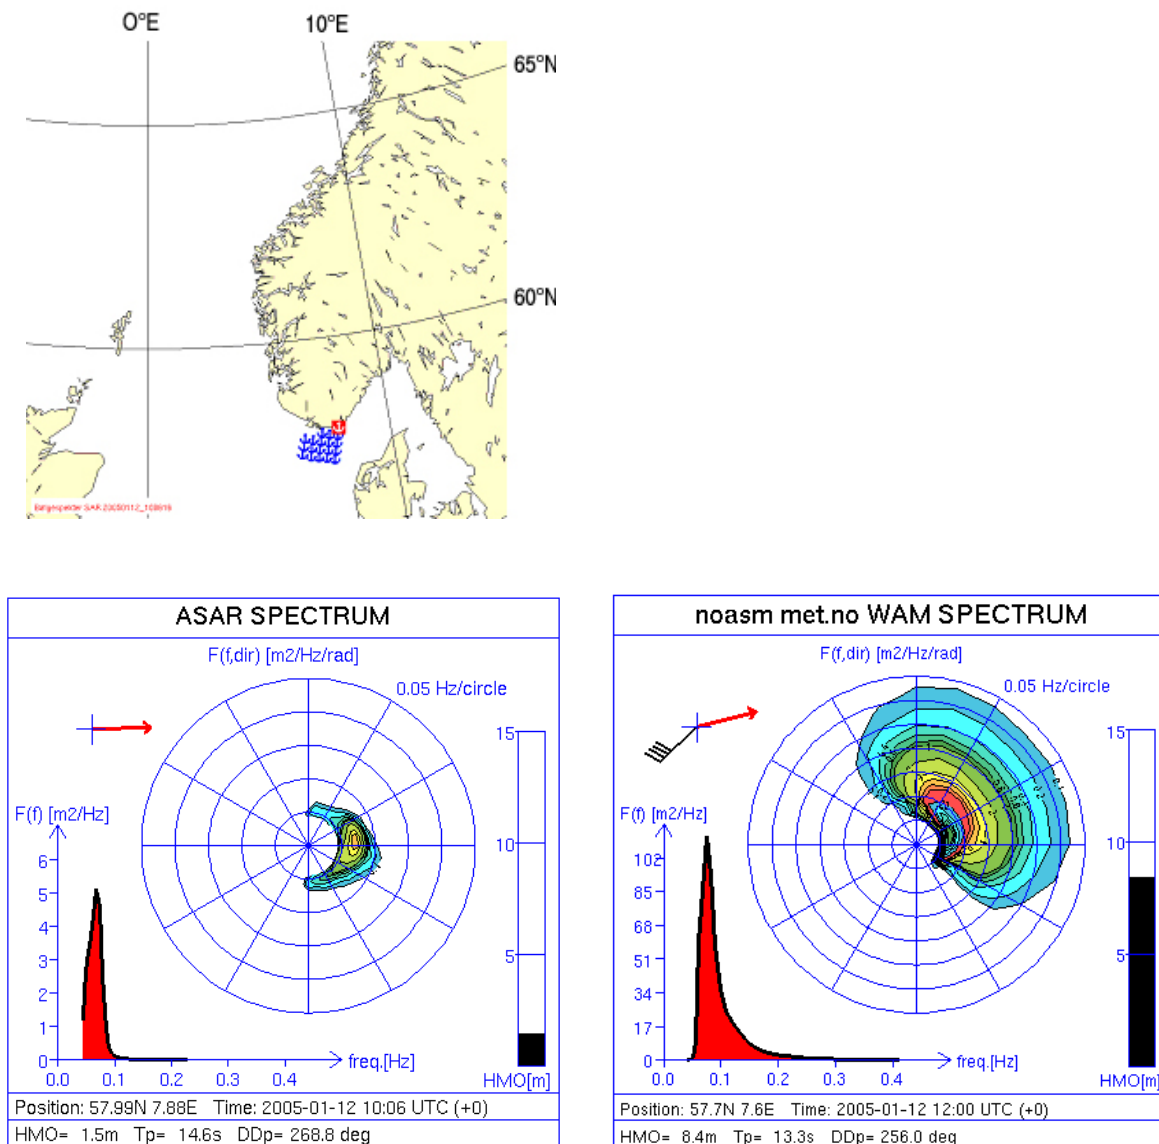 0°E 10°E
65°N
60°N
ASAR SPECTRUM
F(f,dir) [m2/Hz/rad]
0.05 Hz/circle
15
F(f) [m2/Hz]
10
6
5
5
4
3
2
1
0
freq.[Hz]
0.0 0.1 0.2 0.3 0.4
HMO[m]
Position: 57.99N 7.88E Time: 2005-01-12 10:06 UTC (+0)
HMO= 1.5m Tp= 14.6s DDp= 268.8 deg
noasm met.no WAM SPECTRUM
F(f,dir) [m2/Hz/rad]
0.05 Hz/circle
15
F(f) [m2/Hz]
10
102
85
68
5
51
34
17
0
freq.[Hz]
0.0 0.1 0.2 0.3 0.4
HMO[m]
Position: 57.7N 7.6E Time: 2005-01-12 12:00 UTC (+0)
HMO= 8.4m Tp= 13.3s DDp= 256.0 deg